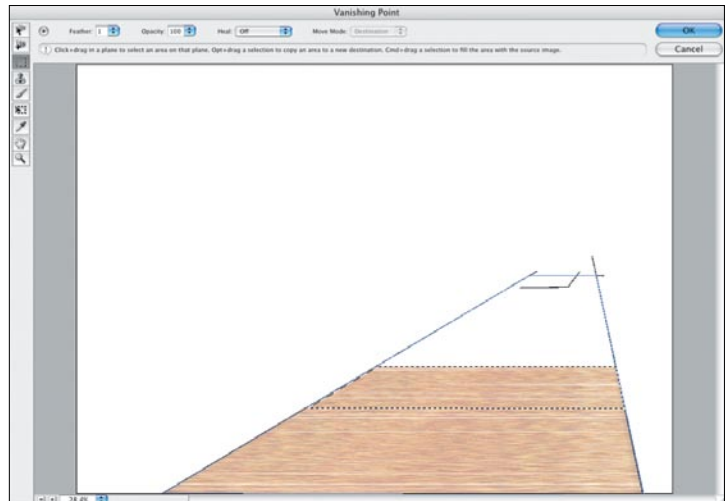 Vanishing Point
Feather: 1 Opacity: 100 Heal: Off Move Mode: Destination OK
Click+drag in a plane to select an area on that plane. Opt+drag a selection to copy an area to a new destination. Cmd+drag a selection to fill the area with the source image. Cancel
28.4%